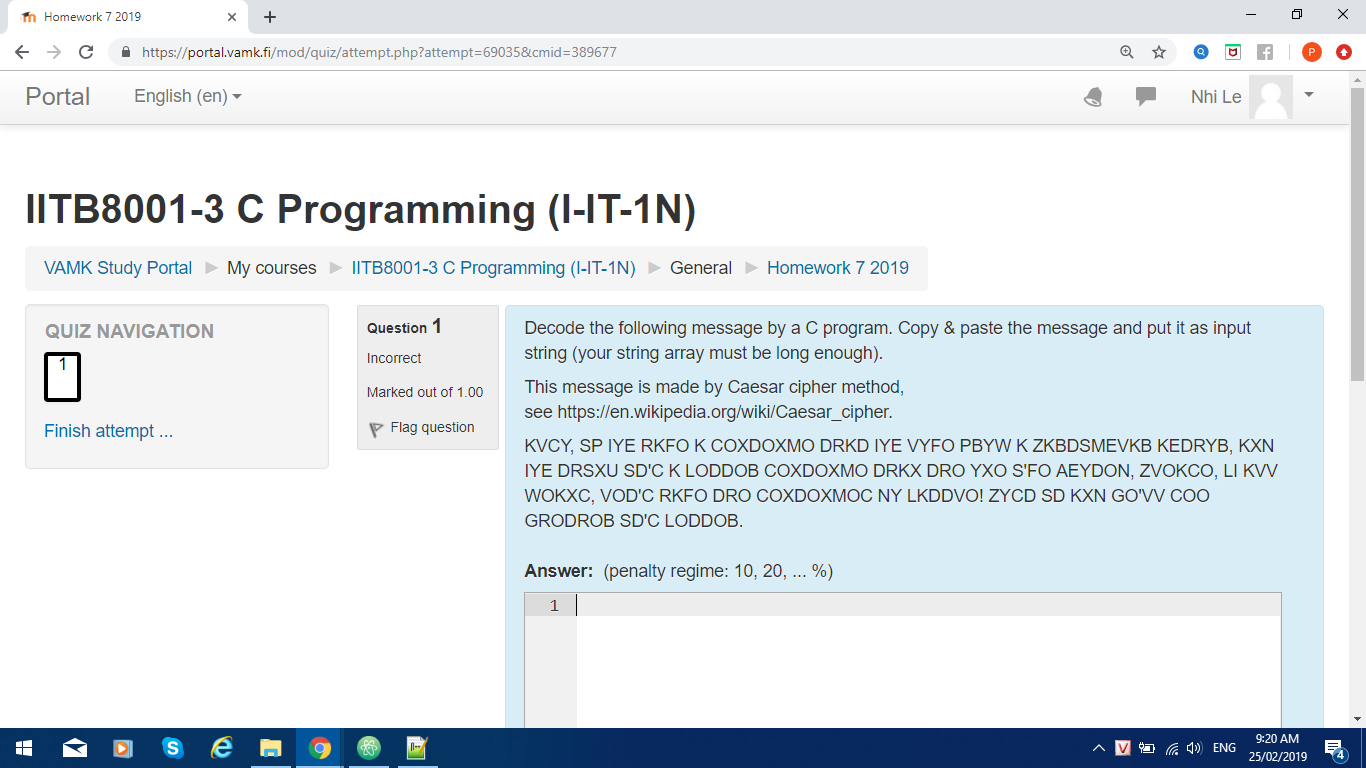 Homework 7 2019
https://portal.vamk.fi/mod/quiz/attempt.php?attempt=69035&cmid=389677
P
Portal
English (en)
Nhi Le
IITB8001-3 C Programming (I-IT-1N)
VAMK Study Portal
My courses
IITB8001-3 C Programming (I-IT-1N)
General
Homework 7 2019
QUIZ NAVIGATION
1
Finish attempt ...
Question 1
Incorrect
Marked out of 1.00
Flag question
Decode the following message by a C program. Copy & paste the message and put it as input
string (your string array must be long enough).
This message is made by Caesar cipher method,
see https://en.wikipedia.org/wiki/Caesar_cipher.
KVCY, SP IYE RKFO K COXDOXMO DRKD IYE VYFO PBYW K ZKBDSMEVKB KEDRYB, KXN
IYE DRSXU SD'C K LODDOB COXDOXMO DRKX DRO YXO S'FO AEYDON, ZVOKCO, LI KVV
WOKXC, VOD'C RKFO DRO COXDOXMOC NY LKDDVO! ZYCD SD KXN GO'VV COO
GRODROB SD'C LODDOB.
Answer: (penalty regime: 10, 20, ... %)
1
ENG
9:20 AM
25/02/2019
4